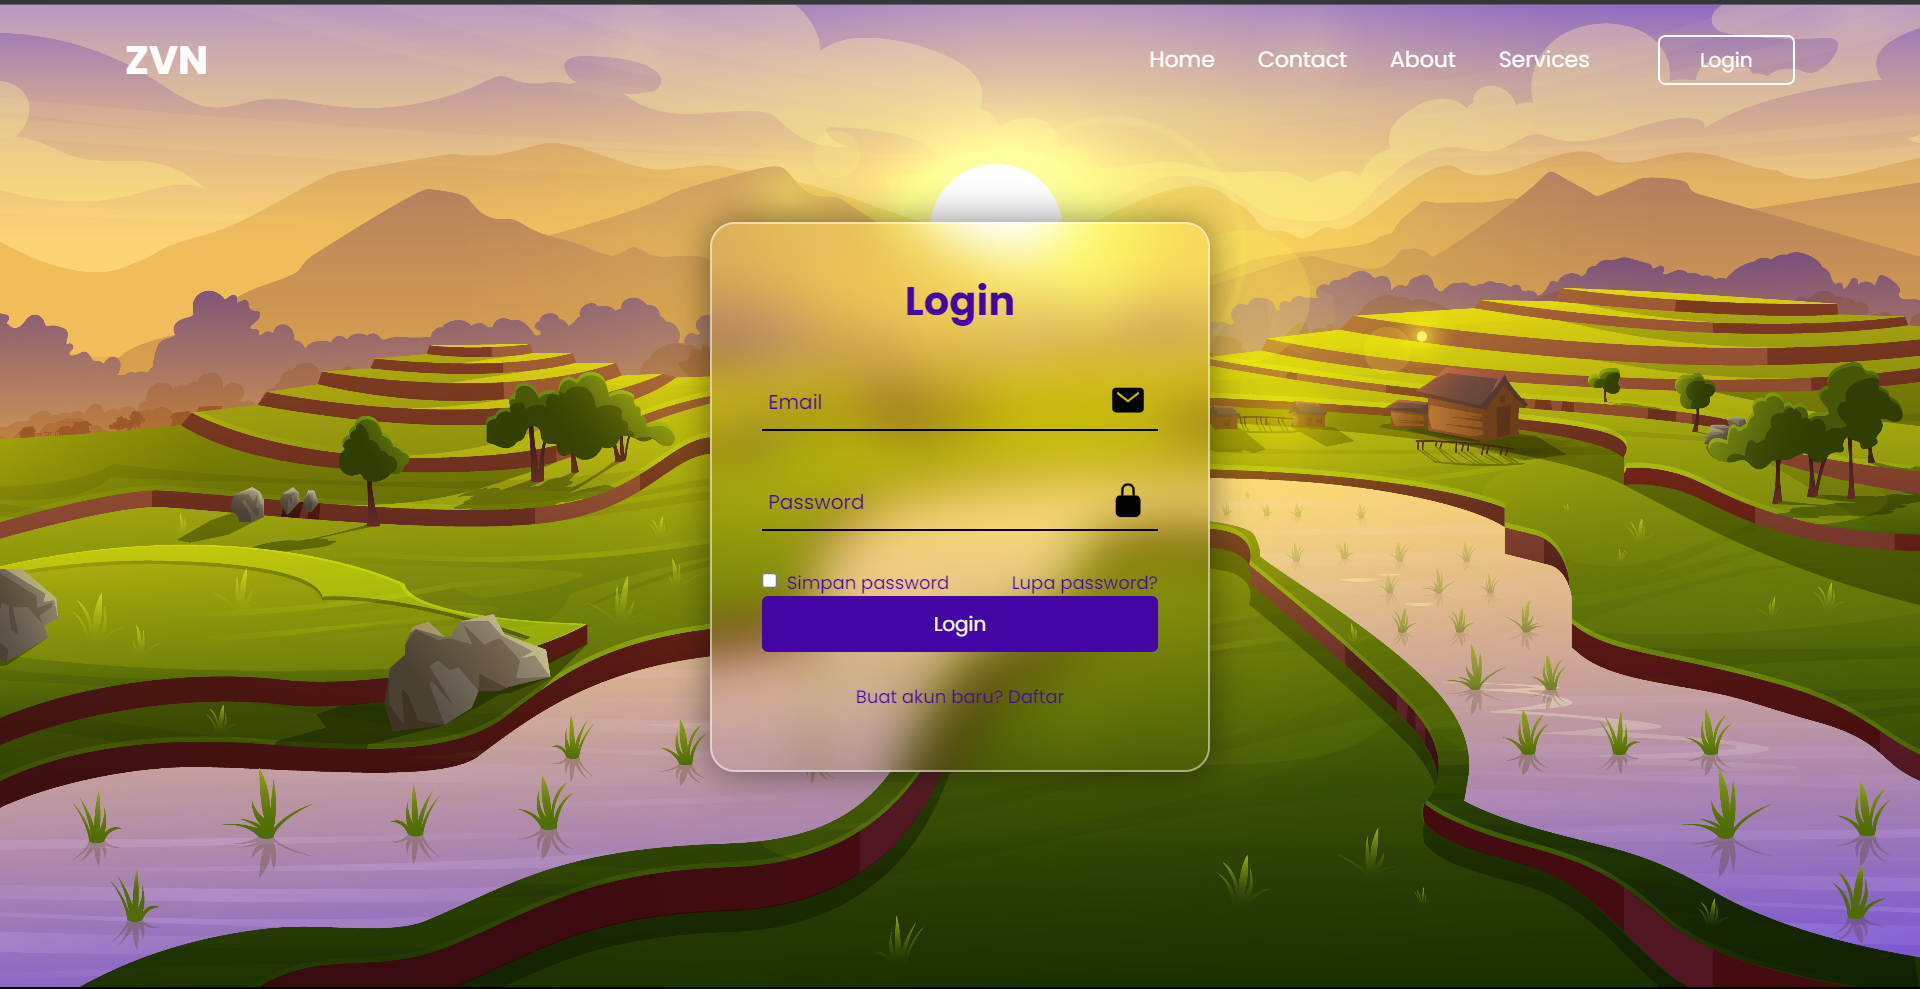 ZVN
Home Contact About Services Login
Login
Email
Password
Simpan password Lupa password?
Login
Buat akun baru? Daftar